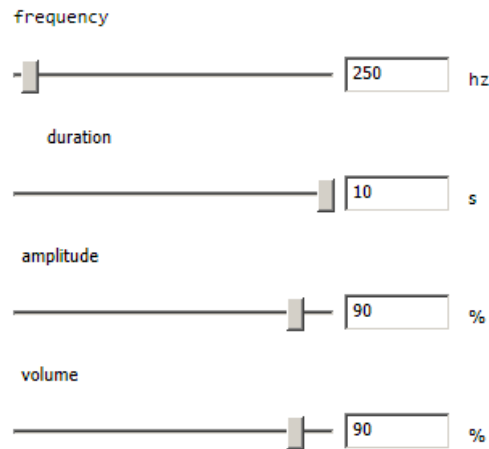 frequency
250 hz
duration
10 s
amplitude
90 %
volume
90 %